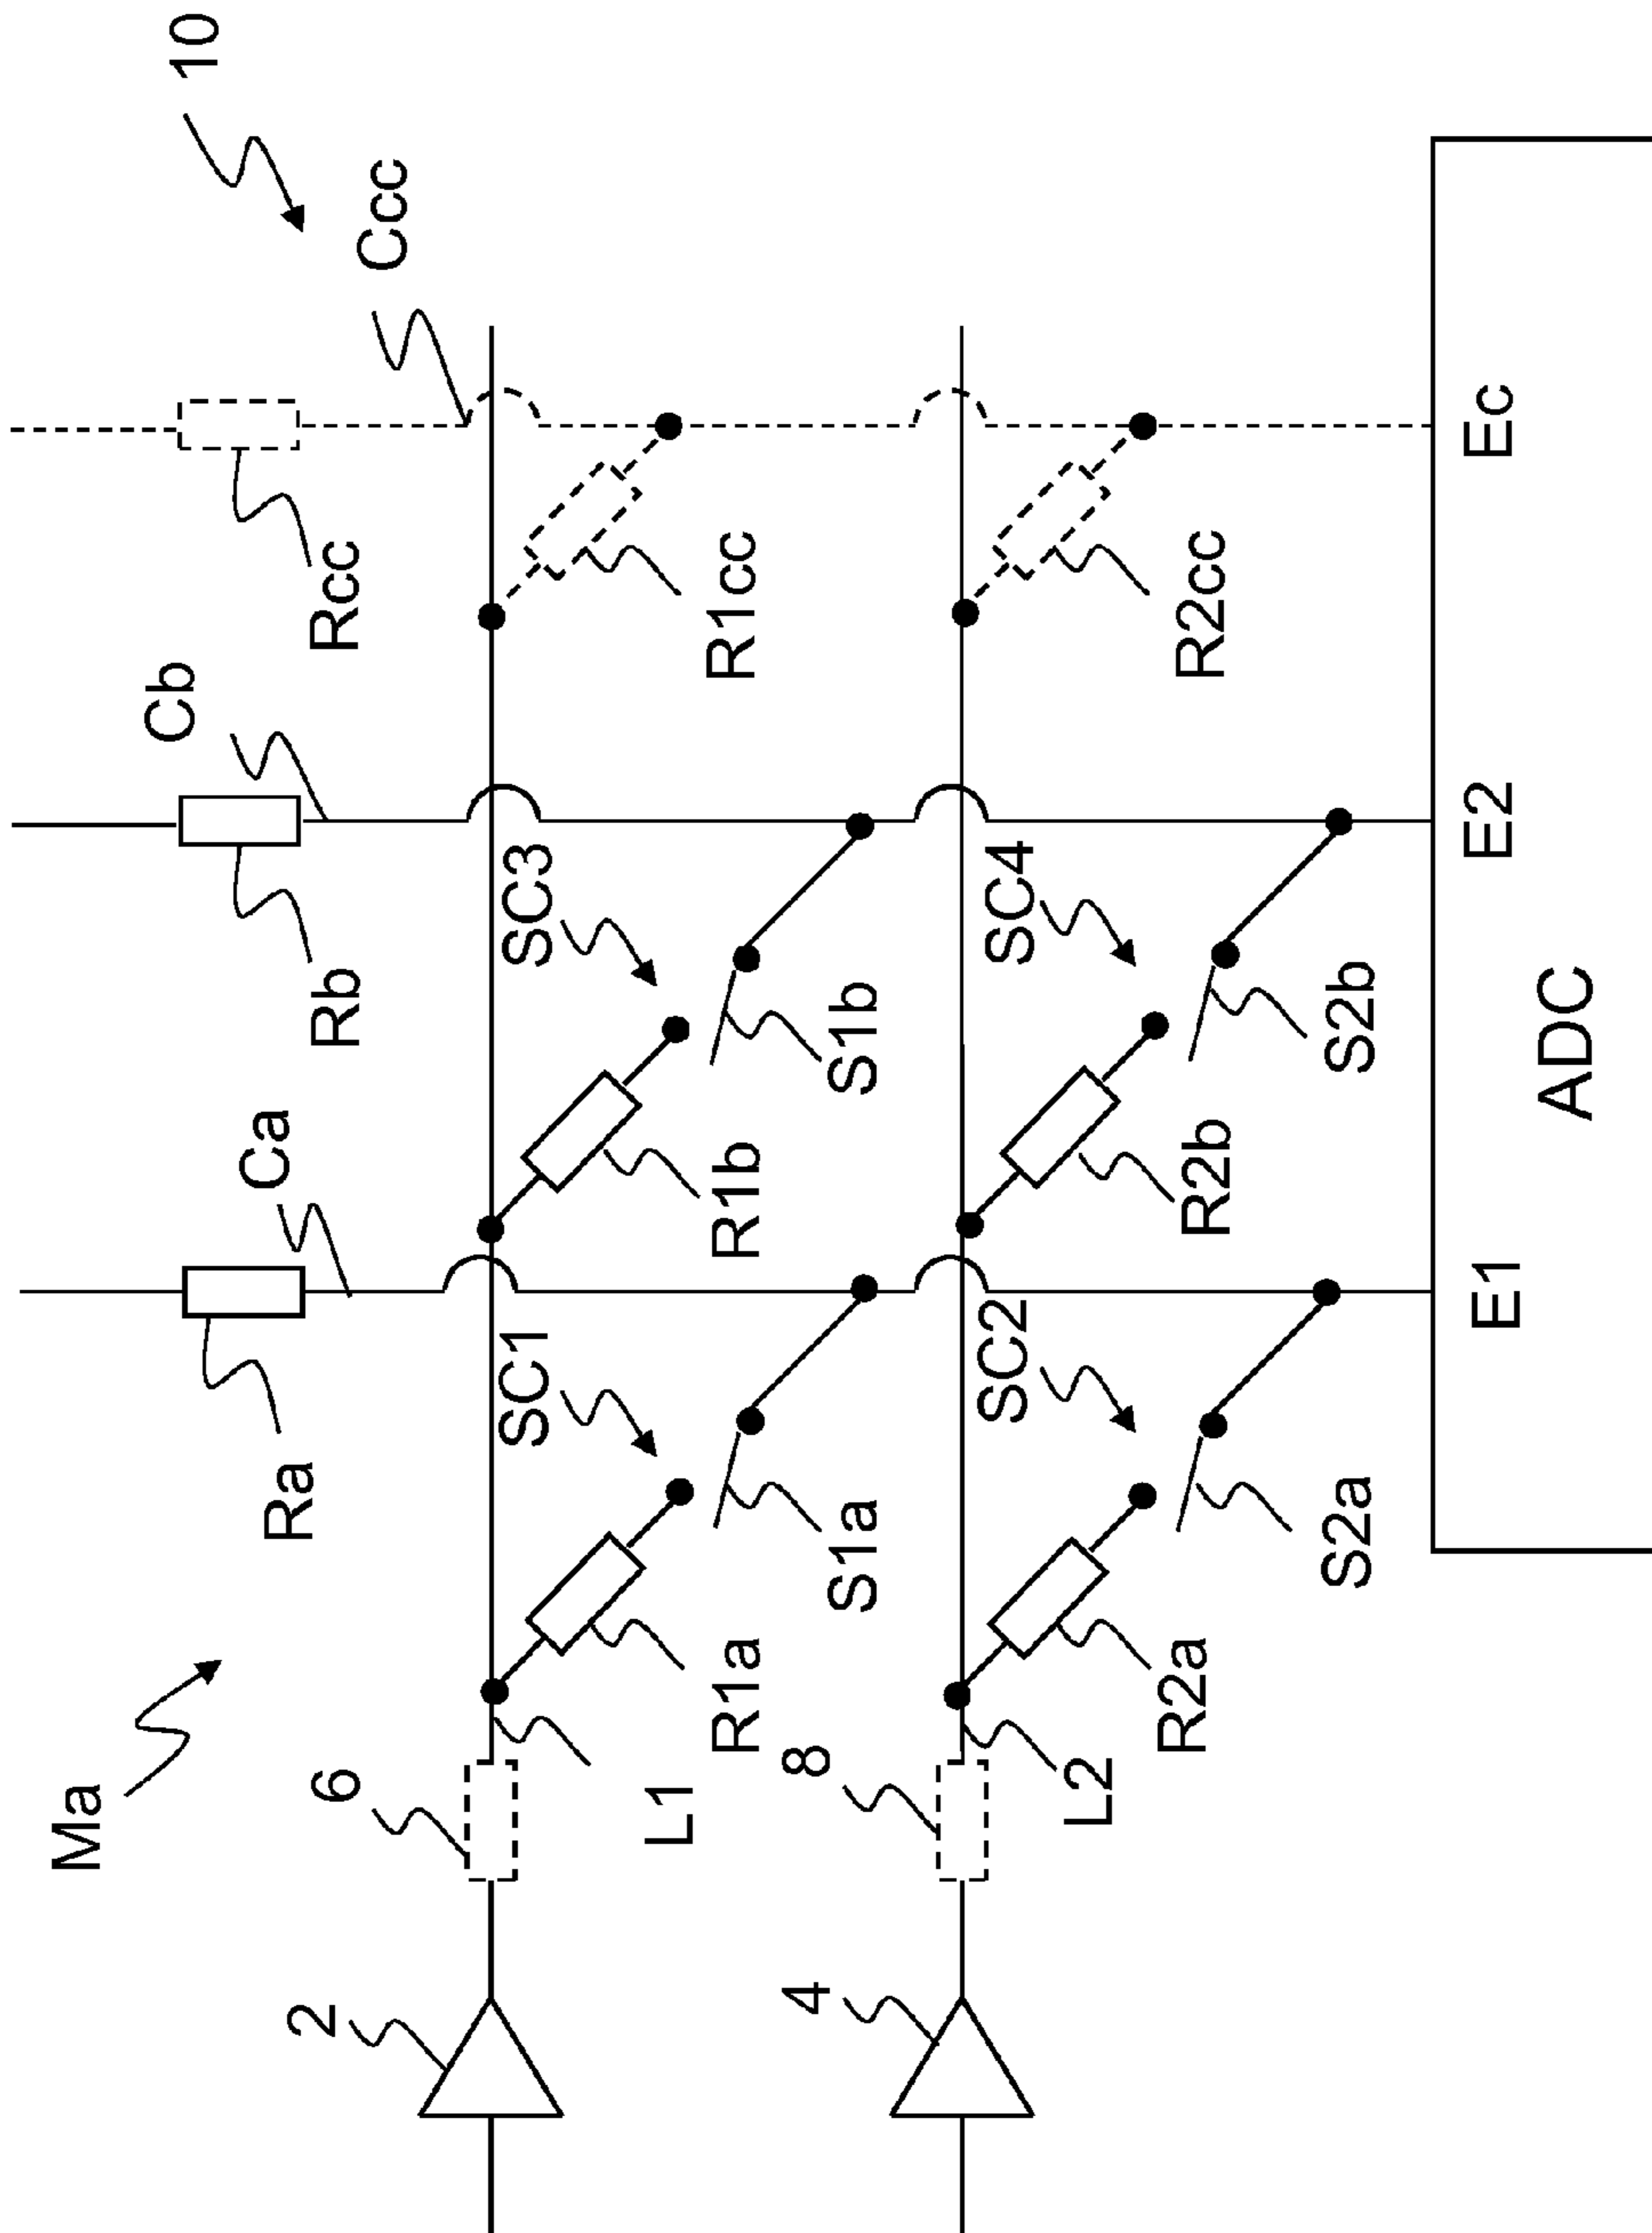 Ma
Cb
10
Ca
Ra
2
6
Rb
Rcc
Ccc
SC1
SC3
L1
R1a
R1b
R1cc
4
8
S1a
S1b
SC2
SC4
L2
R2a
R2b
R2cc
S2a
S2b
E1
E2
Ec
ADC